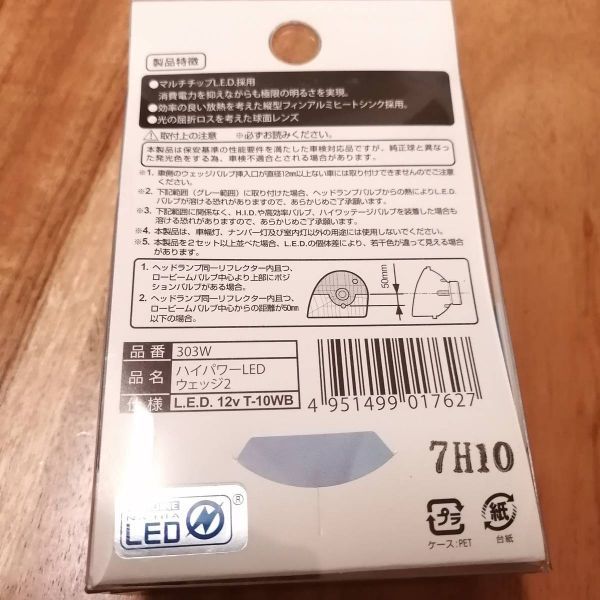 製品特徴
●マルチチップL.E.D.採用
消費電力を抑えながらも極限の明るさを実現。
●効率の良い放熱を考えた縦型フィンアルミヒートシンク採用。
●光の屈折ロスを考えた球面レンズ
⚠取付上の注意 ※必ずお読みください。
本製品は保安基準の性能要件を満たした車検対応品ですが、純正球と異なっ
た発光色をする為、車検不適合とされる場合があります。
※1. 車側のウェッジバルブ挿入口が直径12mm以上ない車には取り付けできませんのでご注意
ください。
※2. 下記範囲（グレー範囲）に取り付けた場合、ヘッドランプバルブからの熱によりL.E.D.
バルブが溶ける恐れがありますので、あらかじめご了承願います。
※3. 下記範囲に関係なく、H.I.D.や高効率バルブ、ハイワッテージバルブを装着した場合も
溶ける恐れがありますので、あらかじめご了承願います。
※4. 本製品は、車幅灯、ナンバー灯及び室内灯以外の用途には使用しないでください。
※5. 本製品を2セット以上並べた場合、L.E.D.の個体差により、若干色が違って見える場合
があります。
1. ヘッドランプ同一リフレクター内且つ、
ロービームバルブ中心より上部にポジ
ションバルブがある場合。
2. ヘッドランプ同一リフレクター内且つ、
ロービームバルブ中心からの距離が50mm
以下の場合。
50mm
品番 303W
品名 ハイパワーLED
ウェッジ2
仕様 L.E.D. 12v T-10WB
4 951499 017627
7H10
LED
®
プラ
ケース:PET
紙
台紙